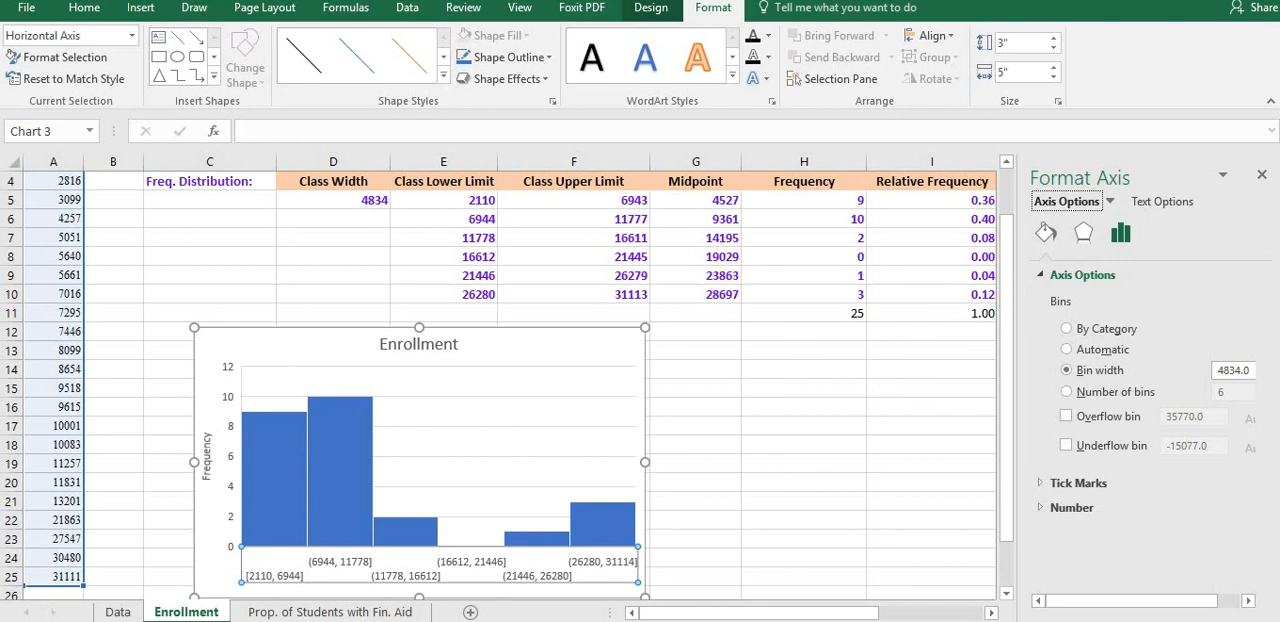 File Home Insert Draw Page Layout Formulas Data Review View Foxit PDF Design Format Tell me what you want to do Share
Horizontal Axis
Format Selection
Reset to Match Style
Current Selection
Change
Shape
Insert Shapes
Shape Fill
Shape Outline
Shape Effects
Shape Styles
A A A
WordArt Styles
A
A
A
Bring Forward
Send Backward
Selection Pane
Align
Group
Rotate
Arrange
3"
5"
Size
Chart 3 fx
A B C D E F G H I
4 2816 Freq. Distribution: Class Width Class Lower Limit Class Upper Limit Midpoint Frequency Relative Frequency
5 3099 4834 2110 6943 4527 9 0.36
6 4257 6944 11777 9361 10 0.40
7 5051 11778 16611 14195 2 0.08
8 5640 16612 21445 19029 0 0.00
9 5661 21446 26279 23863 1 0.04
10 7016 26280 31113 28697 3 0.12
11 7295 25 1.00
12 7446
13 8099
14 8654
15 9518
16 9615
17 10001
18 10083
19 11257
20 11831
21 13201
22 21863
23 27547
24 30480
25 31111
26
Enrollment
12
10
8
6
4
2
0
Frequency
(6944, 11778] (16612, 21446] (26280, 31114]
[2110, 6944] (11778, 16612] (21446, 26280]
Format Axis
Axis Options Text Options
Axis Options
Bins
By Category
Automatic
Bin width 4834.0
Number of bins 6
Overflow bin 35770.0
Underflow bin -15077.0
Tick Marks
Number
Data Enrollment Prop. of Students with Fin. Aid